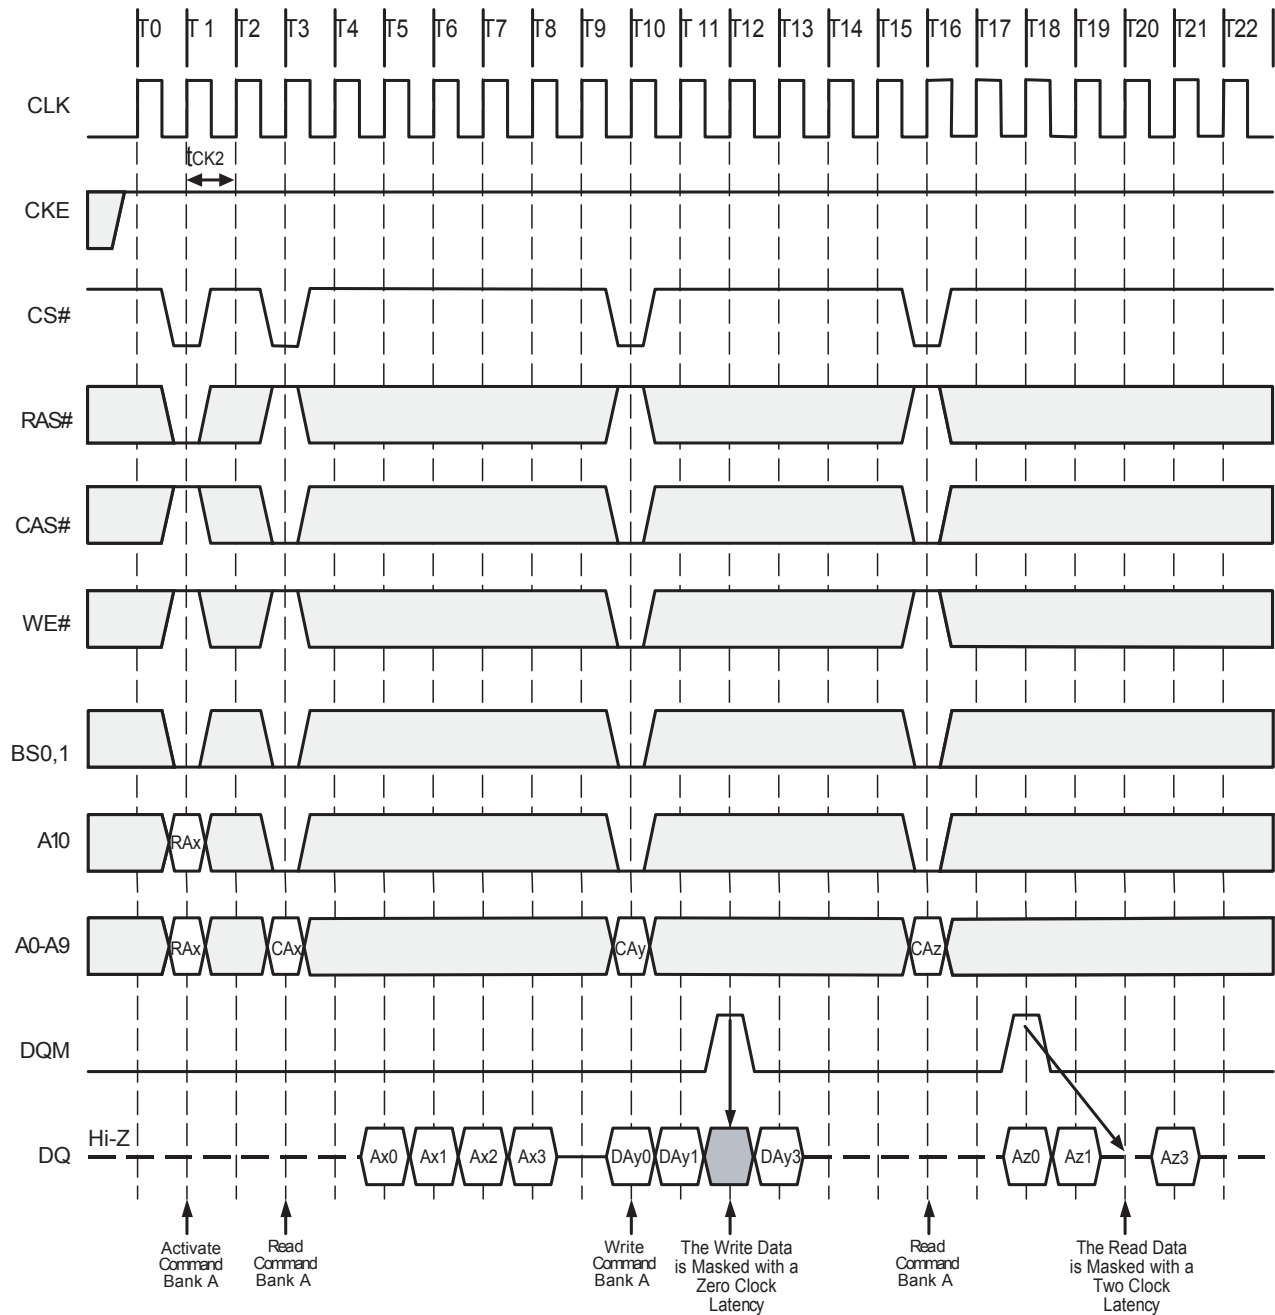 T0 T 1 T2 T3 T4 T5 T6 T7 T8 T9 T10 T 11 T12 T13 T14 T15 T16 T17 T18 T19 T20 T21 T22
CLK
tCK2
CKE
CS#
RAS#
CAS#
WE#
BS0,1
A10
RAx
A0-A9
RAx CAx CAy CAz
DQM
Hi-Z
DQ
Ax0 Ax1 Ax2 Ax3 DAy0 DAy1 DAy3 Az0 Az1 Az3
Activate
Command
Bank A
Read
Command
Bank A
Write
Command
Bank A
The Write Data
is Masked with a
Zero Clock
Latency
Read
Command
Bank A
The Read Data
is Masked with a
Two Clock
Latency